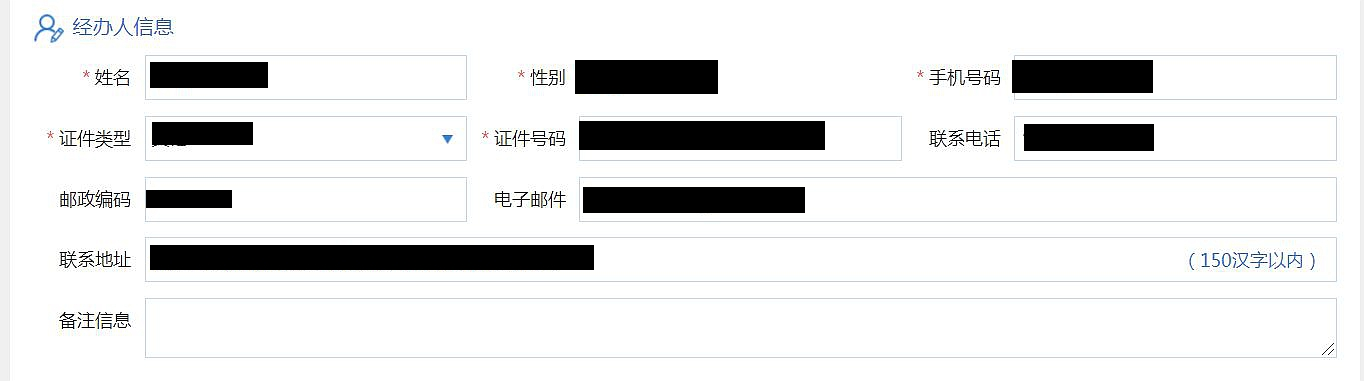 经办人信息
* 姓名 * 性别 * 手机号码
* 证件类型 * 证件号码 联系电话
邮政编码 电子邮件
联系地址 （150汉字以内）
备注信息